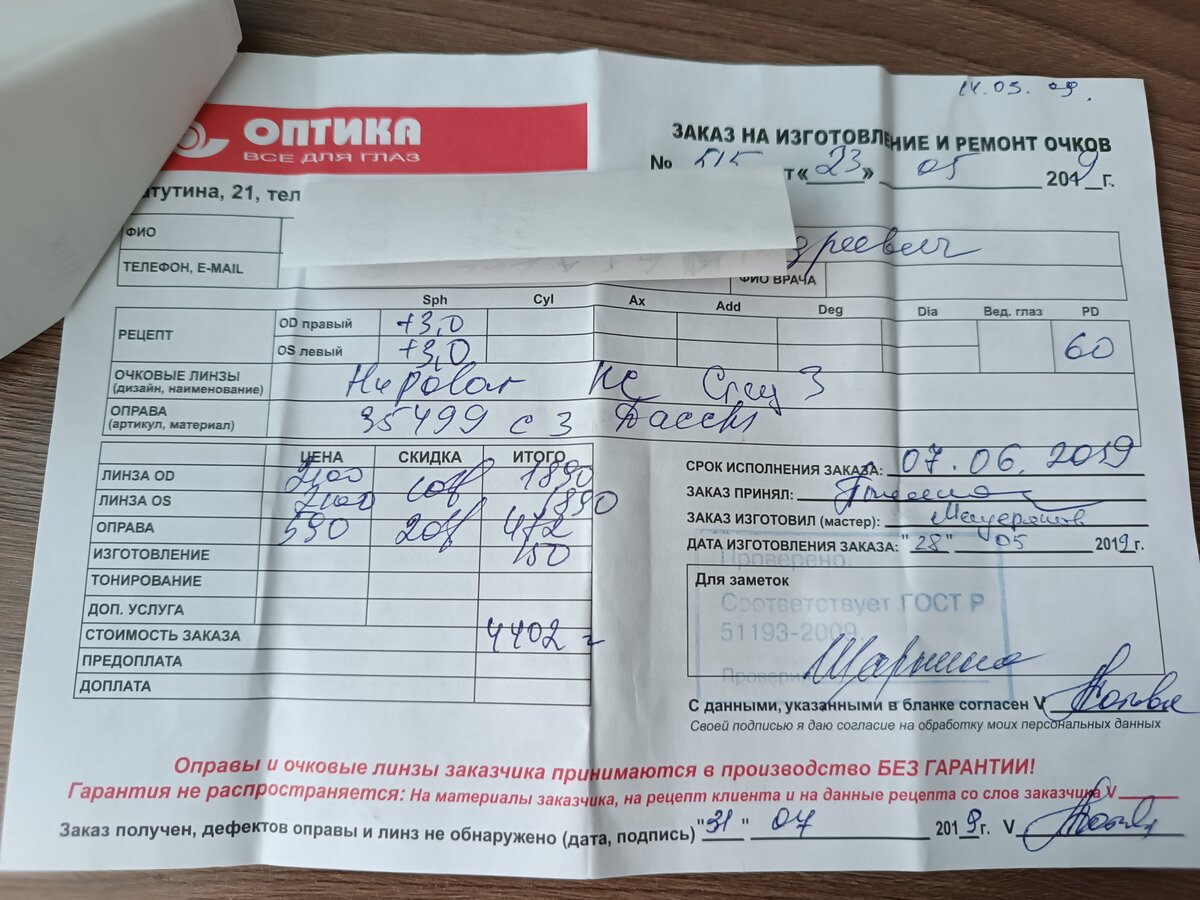 14.05.09.
ОПТИКА
ВСЕ ДЛЯ ГЛАЗ
ЗАКАЗ НА ИЗГОТОВЛЕНИЕ И РЕМОНТ ОЧКОВ
№ 515 т «23» 05 2019 г.
атутина, 21, тел
ФИО
дреевич
ТЕЛЕФОН, E-MAIL
ФИО ВРАЧА
Sph Cyl Ax Add Deg Dia Вед. глаз PD
РЕЦЕПТ
OD правый +3,0
OS левый +3,0
60
ОЧКОВЫЕ ЛИНЗЫ
(дизайн, наименование)
ОПРАВА
(артикул, материал)
35499 с 3
ЦЕНА СКИДКА ИТОГО
ЛИНЗА OD 2100 10% 1890
ЛИНЗА OS 2100 1890
ОПРАВА 590 20% 472
ИЗГОТОВЛЕНИЕ 150
ТОНИРОВАНИЕ
ДОП. УСЛУГА
СТОИМОСТЬ ЗАКАЗА 4402
ПРЕДОПЛАТА
ДОПЛАТА
СРОК ИСПОЛНЕНИЯ ЗАКАЗА: 07.06.2019
ЗАКАЗ ПРИНЯЛ:
ЗАКАЗ ИЗГОТОВИЛ (мастер):
ДАТА ИЗГОТОВЛЕНИЯ ЗАКАЗА: "28" 05 2019 г.
Для заметок
Проверено.
Соответствует ГОСТ Р
51193-2009.
С данными, указанными в бланке согласен V
Своей подписью я даю согласие на обработку моих персональных данных
Оправы и очковые линзы заказчика принимаются в производство БЕЗ ГАРАНТИИ!
Гарантия не распространяется: На материалы заказчика, на рецепт клиента и на данные рецепта со слов заказчика V
Заказ получен, дефектов оправы и линз не обнаружено (дата, подпись) "31" 07 2019 г. V